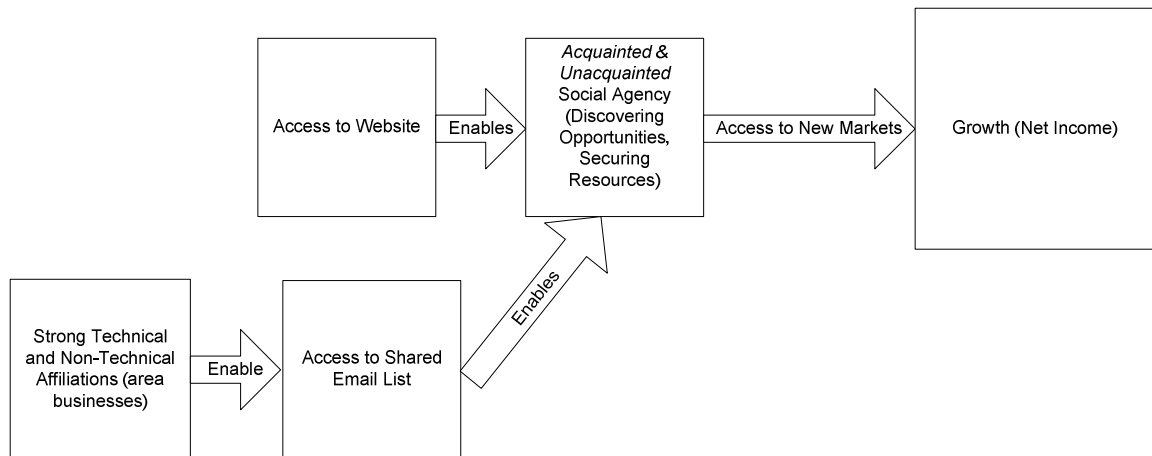 Access to Website
Enables
Acquainted &
Unacquainted
Social Agency
(Discovering
Opportunities,
Securing
Resources)
Access to New Markets
Growth (Net Income)
Strong Technical
and Non-Technical
Affiliations (area
businesses)
Enable
Access to Shared
Email List
Enables